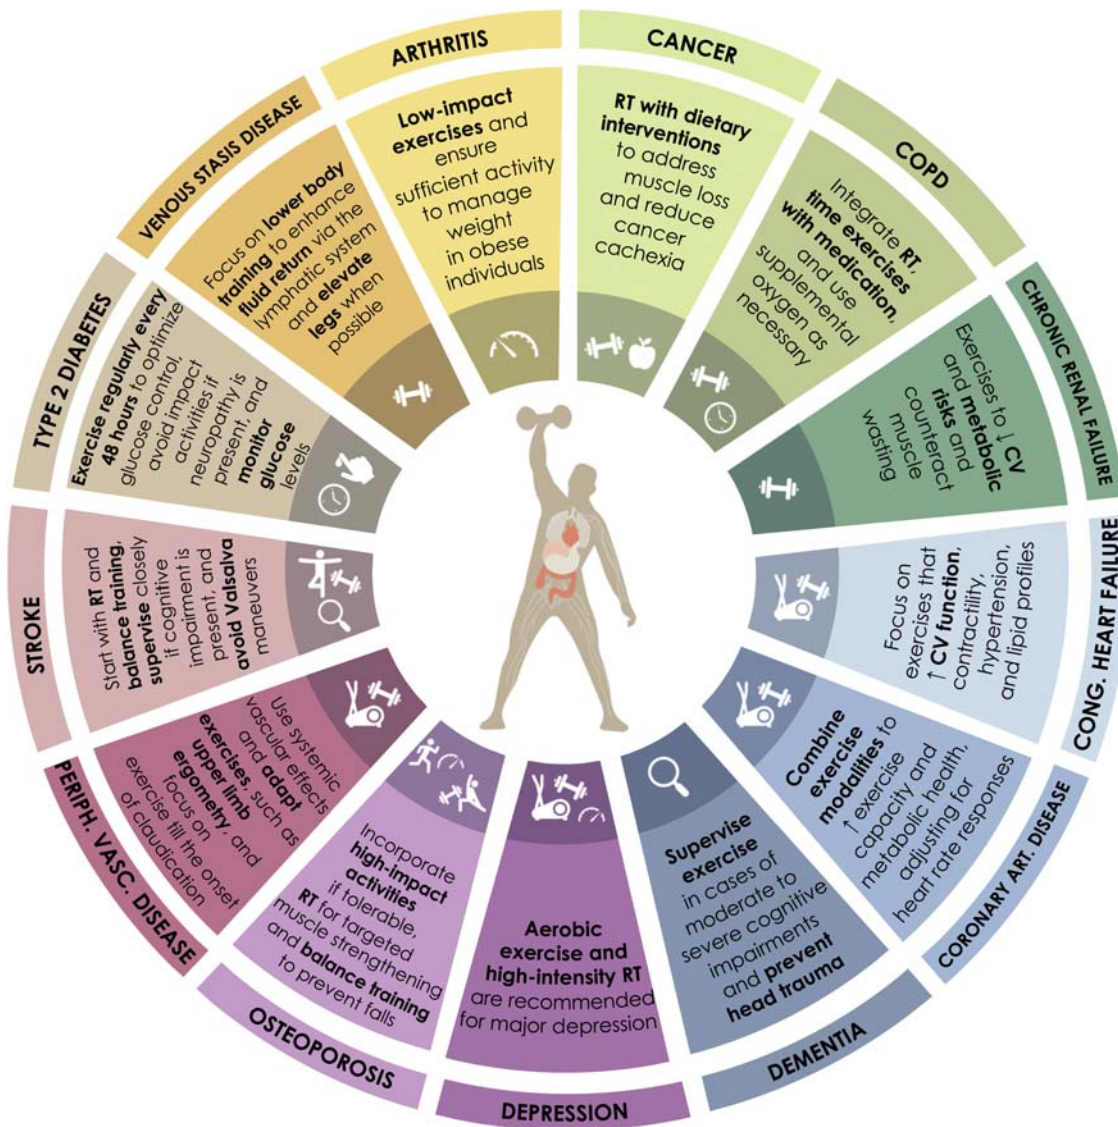 ARTHRITIS
Low-impact
exercises and
ensure
sufficient activity
to manage
weight
in obese
individuals
CANCER
RT with dietary
interventions
to address
muscle loss
and reduce
cancer
cachexia
COPD
Integrate RT,
time exercises
with medication,
and use
supplemental
oxygen as
necessary
CHRONIC RENAL FAILURE
Exercises to ↓ CV
and metabolic
risks and
counteract
muscle
wasting
CONG. HEART FAILURE
Focus on
exercises that
↑ CV function,
contractility,
hypertension,
and lipid profiles
CORONARY ART. DISEASE
Combine
exercise
modalities to
↑ exercise
capacity and
metabolic health,
adjusting for
heart rate responses
DEMENTIA
Supervise
exercise
in cases of
moderate to
severe cognitive
impairments
and prevent
head trauma
DEPRESSION
Aerobic
exercise and
high-intensity RT
are recommended
for major depression
OSTEOPOROSIS
Incorporate
high-impact
activities
if tolerable,
RT for targeted
muscle strengthening
and balance training
to prevent falls
PERIPH. VASC. DISEASE
Use systemic
vascular effects
and adapt
exercises, such as
upper limb
ergometry, and
focus on
exercise till the onset
of claudication
STROKE
Start with RT and
balance training,
supervise closely
if cognitive
impairment is
present, and
avoid Valsalva
maneuvers
TYPE 2 DIABETES
Exercise regularly every
48 hours to optimize
glucose control,
avoid impact
activities if
neuropathy is
present, and
monitor
glucose
levels
VENOUS STASIS DISEASE
Focus on lower body
training to enhance
fluid return via the
lymphatic system
and elevate
legs when
possible